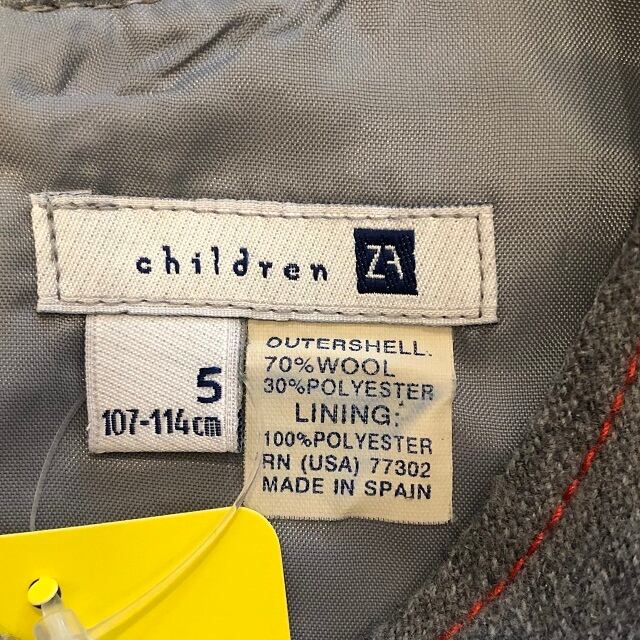 children ZA
5
107-114cm
OUTERSHELL:
70%WOOL
30%POLYESTER
LINING:
100%POLYESTER
RN (USA) 77302
MADE IN SPAIN